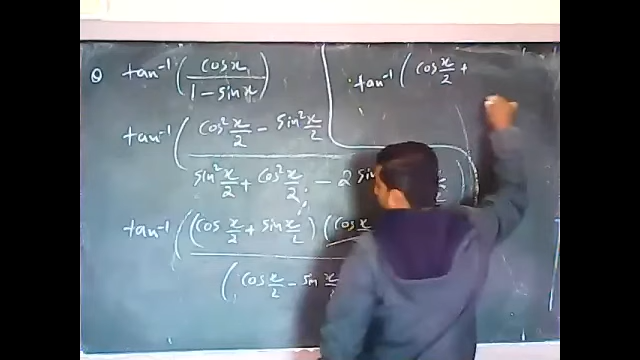 Q tan⁻¹ ( cos x / 1 − sin x )
tan⁻¹ ( cos² x/2 − sin² x/2
sin² x/2 + cos² x/2 − 2 sin
tan⁻¹ ( ( cos x/2 + sin x/2 ) ( cos x
( cos x/2 − sin x/2
tan⁻¹ ( cos x/2 +